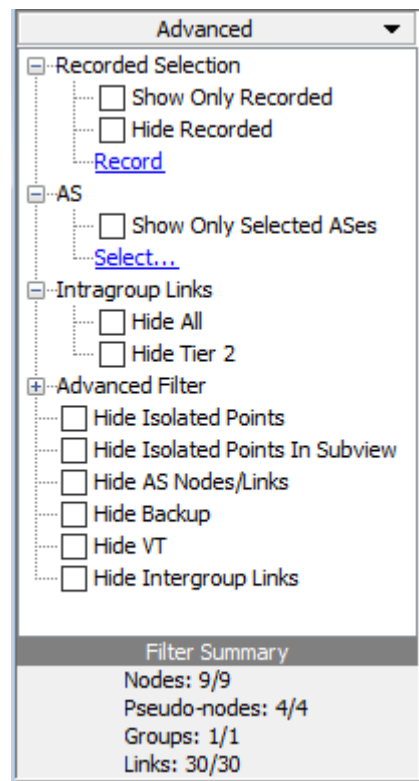 Advanced
Recorded Selection
Show Only Recorded
Hide Recorded
Record
AS
Show Only Selected ASes
Select...
Intragroup Links
Hide All
Hide Tier 2
Advanced Filter
Hide Isolated Points
Hide Isolated Points In Subview
Hide AS Nodes/Links
Hide Backup
Hide VT
Hide Intergroup Links
Filter Summary
Nodes: 9/9
Pseudo-nodes: 4/4
Groups: 1/1
Links: 30/30